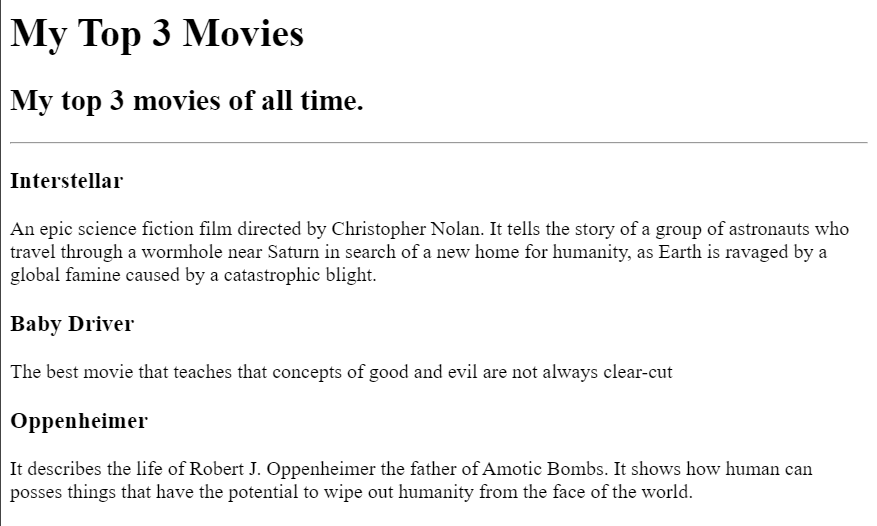 My Top 3 Movies
My top 3 movies of all time.
Interstellar
An epic science fiction film directed by Christopher Nolan. It tells the story of a group of astronauts who
travel through a wormhole near Saturn in search of a new home for humanity, as Earth is ravaged by a
global famine caused by a catastrophic blight.
Baby Driver
The best movie that teaches that concepts of good and evil are not always clear-cut
Oppenheimer
It describes the life of Robert J. Oppenheimer the father of Amotic Bombs. It shows how human can
posses things that have the potential to wipe out humanity from the face of the world.